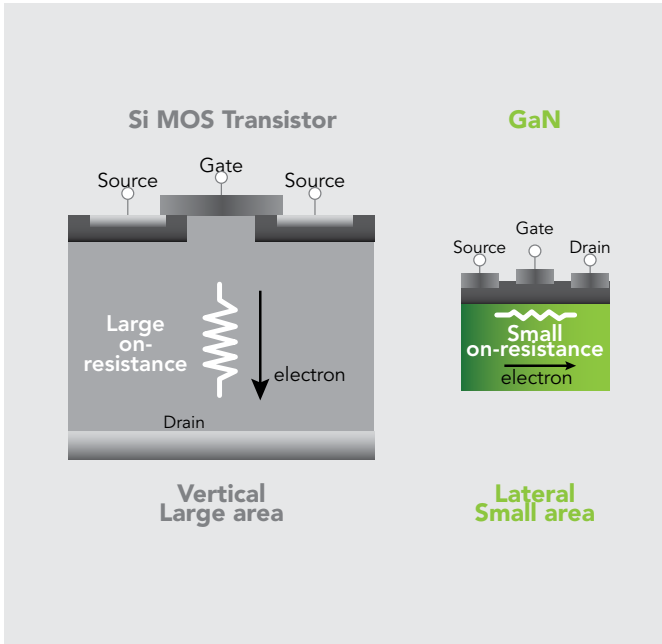 Si MOS Transistor
Gate
Source
Source
Large
on-
resistance
electron
Drain
Vertical
Large area
GaN
Gate
Source
Drain
Small
on-resistance
electron
Lateral
Small area